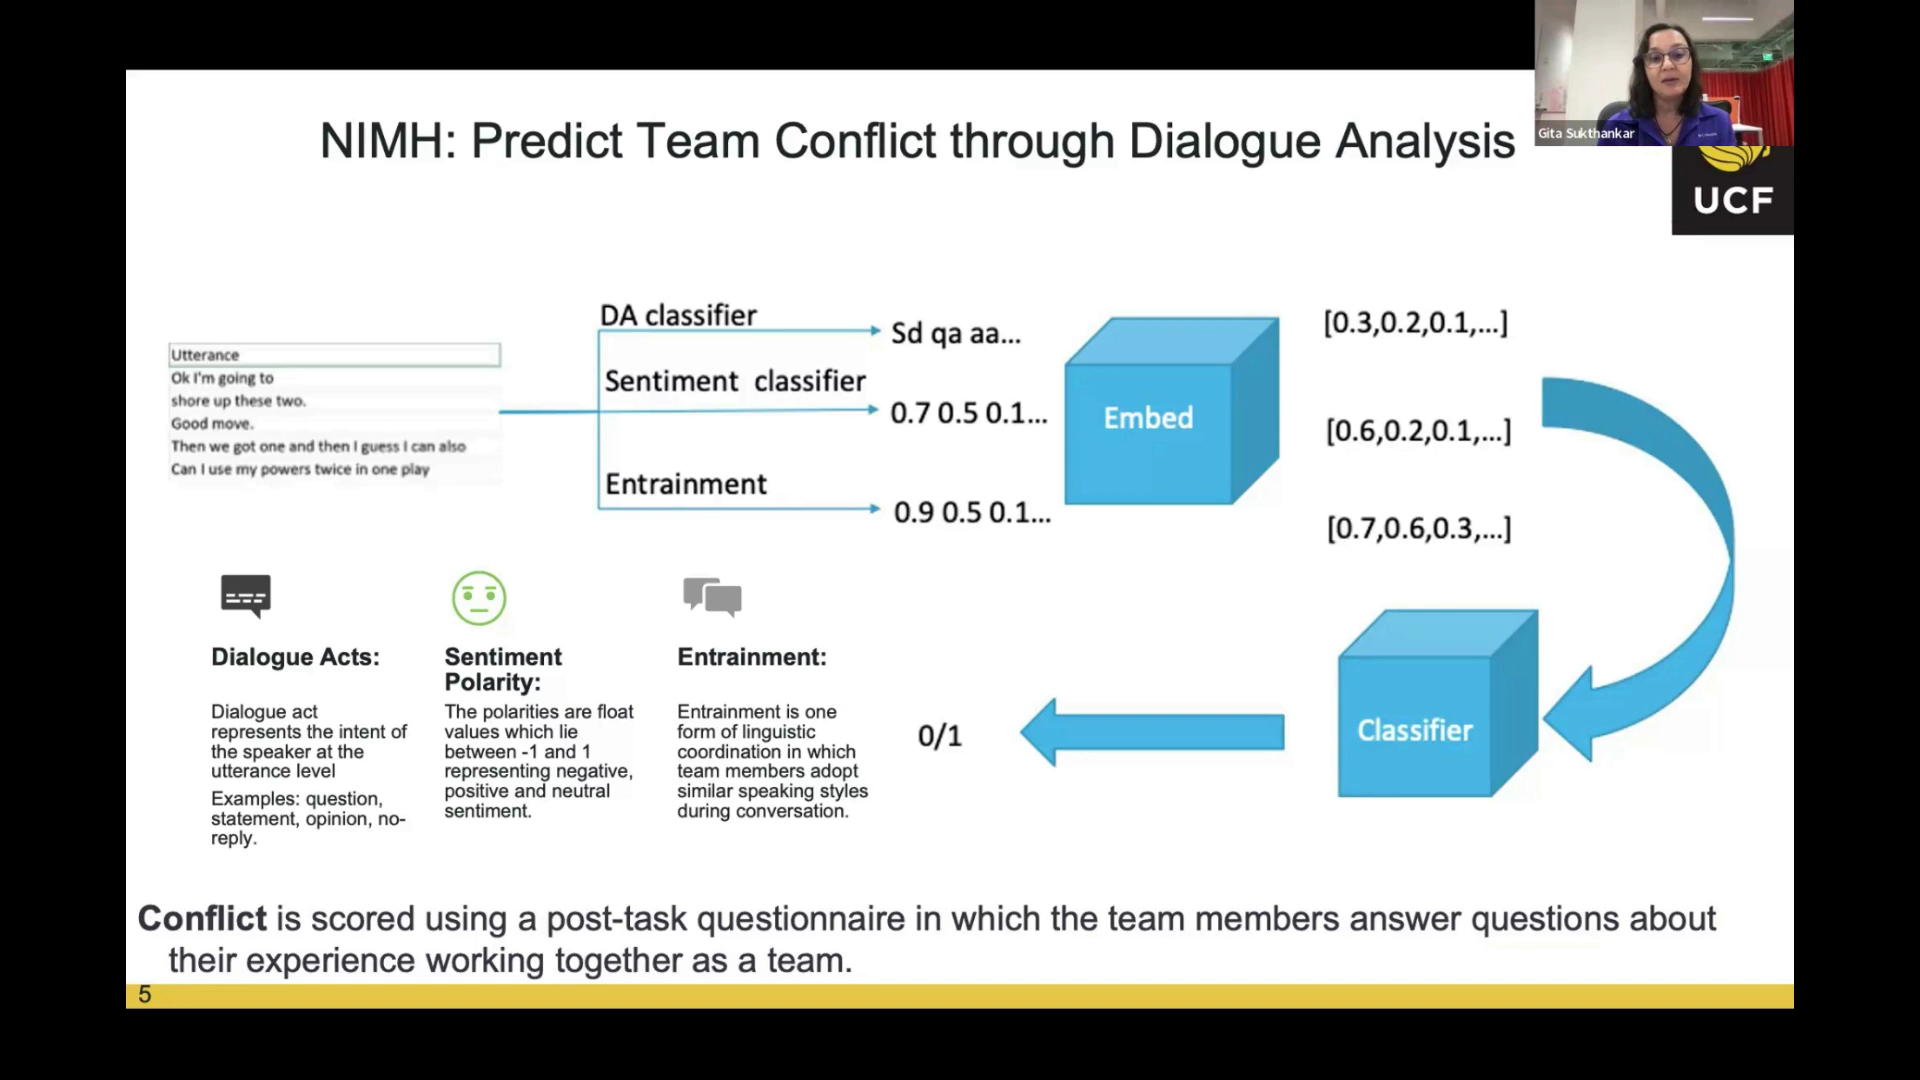 NIMH: Predict Team Conflict through Dialogue Analysis
Gita Sukthankar
UCF
Utterance
Ok I'm going to
shore up these two.
Good move.
Then we got one and then I guess I can also
Can I use my powers twice in one play
DA classifier
Sd qa aa...
Sentiment classifier
0.7 0.5 0.1...
Entrainment
0.9 0.5 0.1...
Embed
[0.3,0.2,0.1,...]
[0.6,0.2,0.1,...]
[0.7,0.6,0.3,...]
Classifier
0/1
Dialogue Acts:
Dialogue act
represents the intent of
the speaker at the
utterance level
Examples: question,
statement, opinion, no-
reply.
Sentiment
Polarity:
The polarities are float
values which lie
between -1 and 1
representing negative,
positive and neutral
sentiment.
Entrainment:
Entrainment is one
form of linguistic
coordination in which
team members adopt
similar speaking styles
during conversation.
Conflict is scored using a post-task questionnaire in which the team members answer questions about
their experience working together as a team.
5